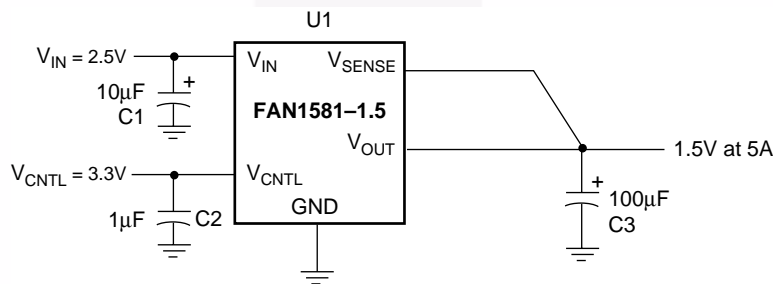 U1
V_IN = 2.5V
V_IN
V_SENSE
+
10μF
C1
FAN1581–1.5
V_OUT
1.5V at 5A
V_CNTL = 3.3V
V_CNTL
+
100μF
C3
1μF
C2
GND